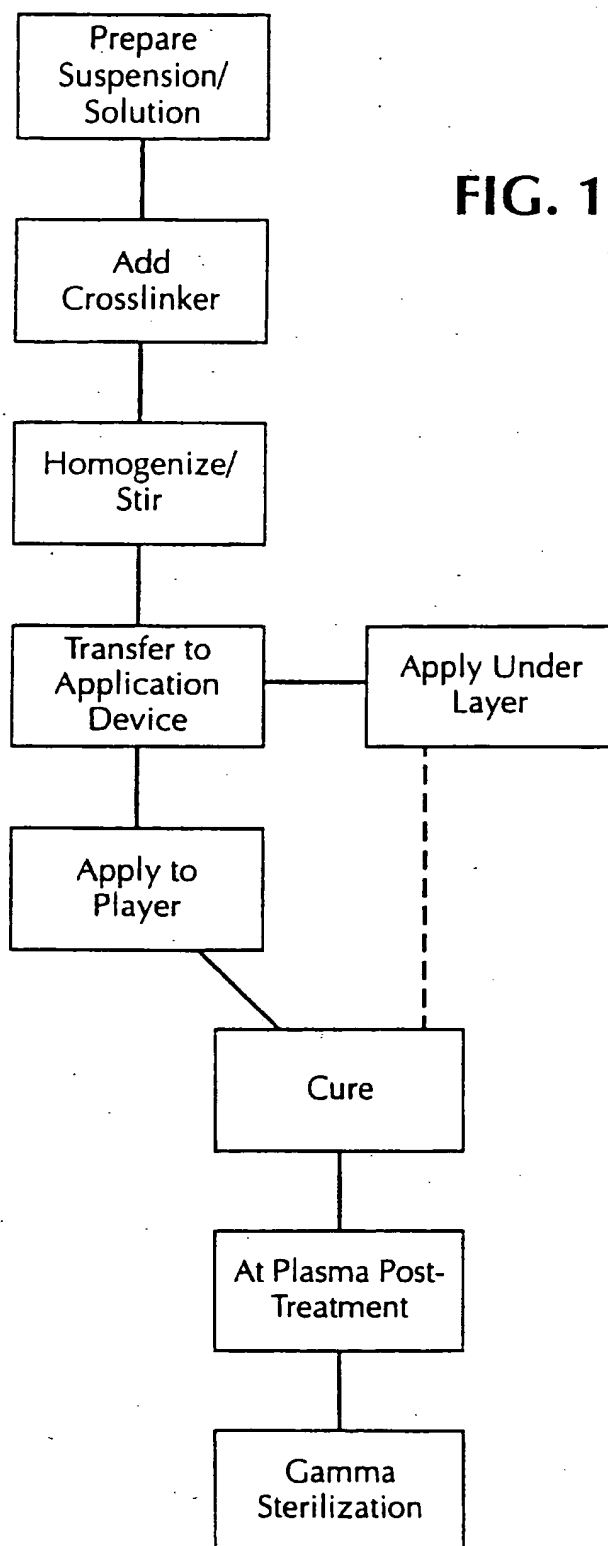 Prepare
Suspension/
Solution
FIG. 1
Add
Crosslinker
Homogenize/
Stir
Transfer to
Application
Device
Apply Under
Layer
Apply to
Player
Cure
At Plasma Post-
Treatment
Gamma
Sterilization